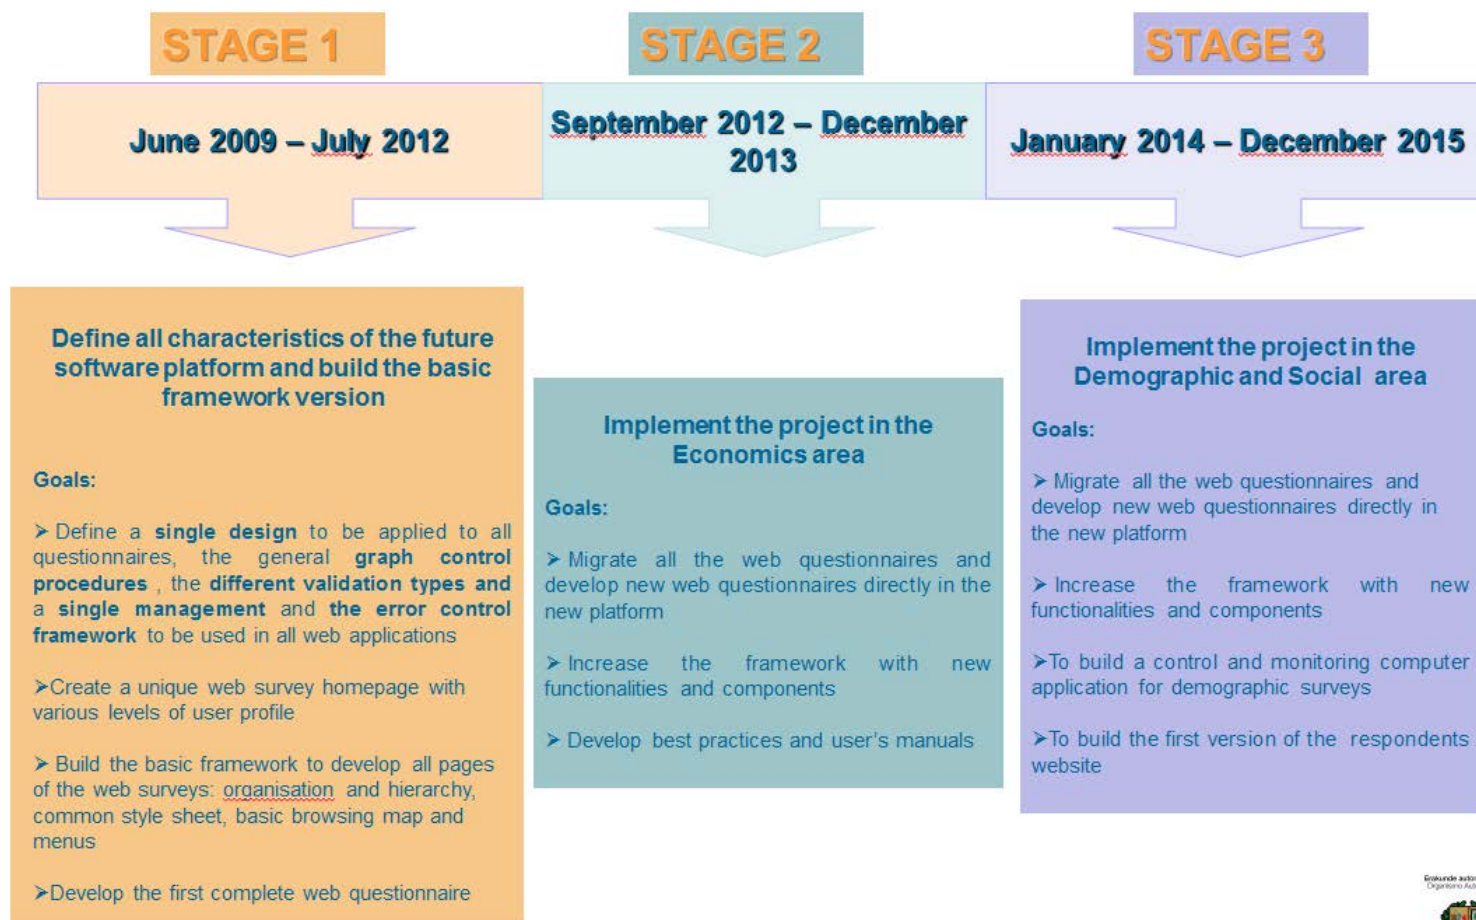 STAGE 1
STAGE 2
STAGE 3
June 2009 – July 2012
September 2012 – December
2013
January 2014 – December 2015
Define all characteristics of the future
software platform and build the basic
framework version
Goals:
➢ Define a single design to be applied to all
questionnaires, the general graph control
procedures , the different validation types and
a single management and the error control
framework to be used in all web applications
➢Create a unique web survey homepage with
various levels of user profile
➢ Build the basic framework to develop all pages
of the web surveys: organisation and hierarchy,
common style sheet, basic browsing map and
menus
➢Develop the first complete web questionnaire
Implement the project in the
Economics area
Goals:
➢ Migrate all the web questionnaires and
develop new web questionnaires directly in the
new platform
➢ Increase the framework with new
functionalities and components
➢ Develop best practices and user's manuals
Implement the project in the
Demographic and Social area
Goals:
➢ Migrate all the web questionnaires and
develop new web questionnaires directly in
the new platform
➢ Increase the framework with new
functionalities and components
➢To build a control and monitoring computer
application for demographic surveys
➢To build the first version of the respondents
website
Erakunde
Organismo